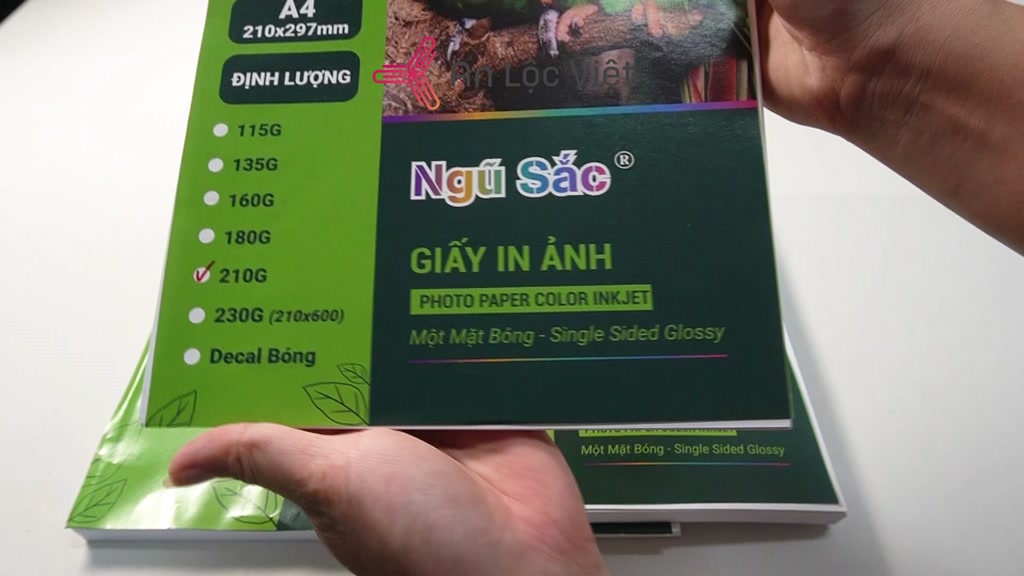 A4
210x297mm
ĐỊNH LƯỢNG
115G
135G
160G
180G
210G
230G (210x600)
Decal Bóng
An Lộc Việt
Ngũ Sắc ®
GIẤY IN ẢNH
PHOTO PAPER COLOR INKJET
Một Mặt Bóng - Single Sided Glossy
Một Mặt Bóng - Single Sided Glossy